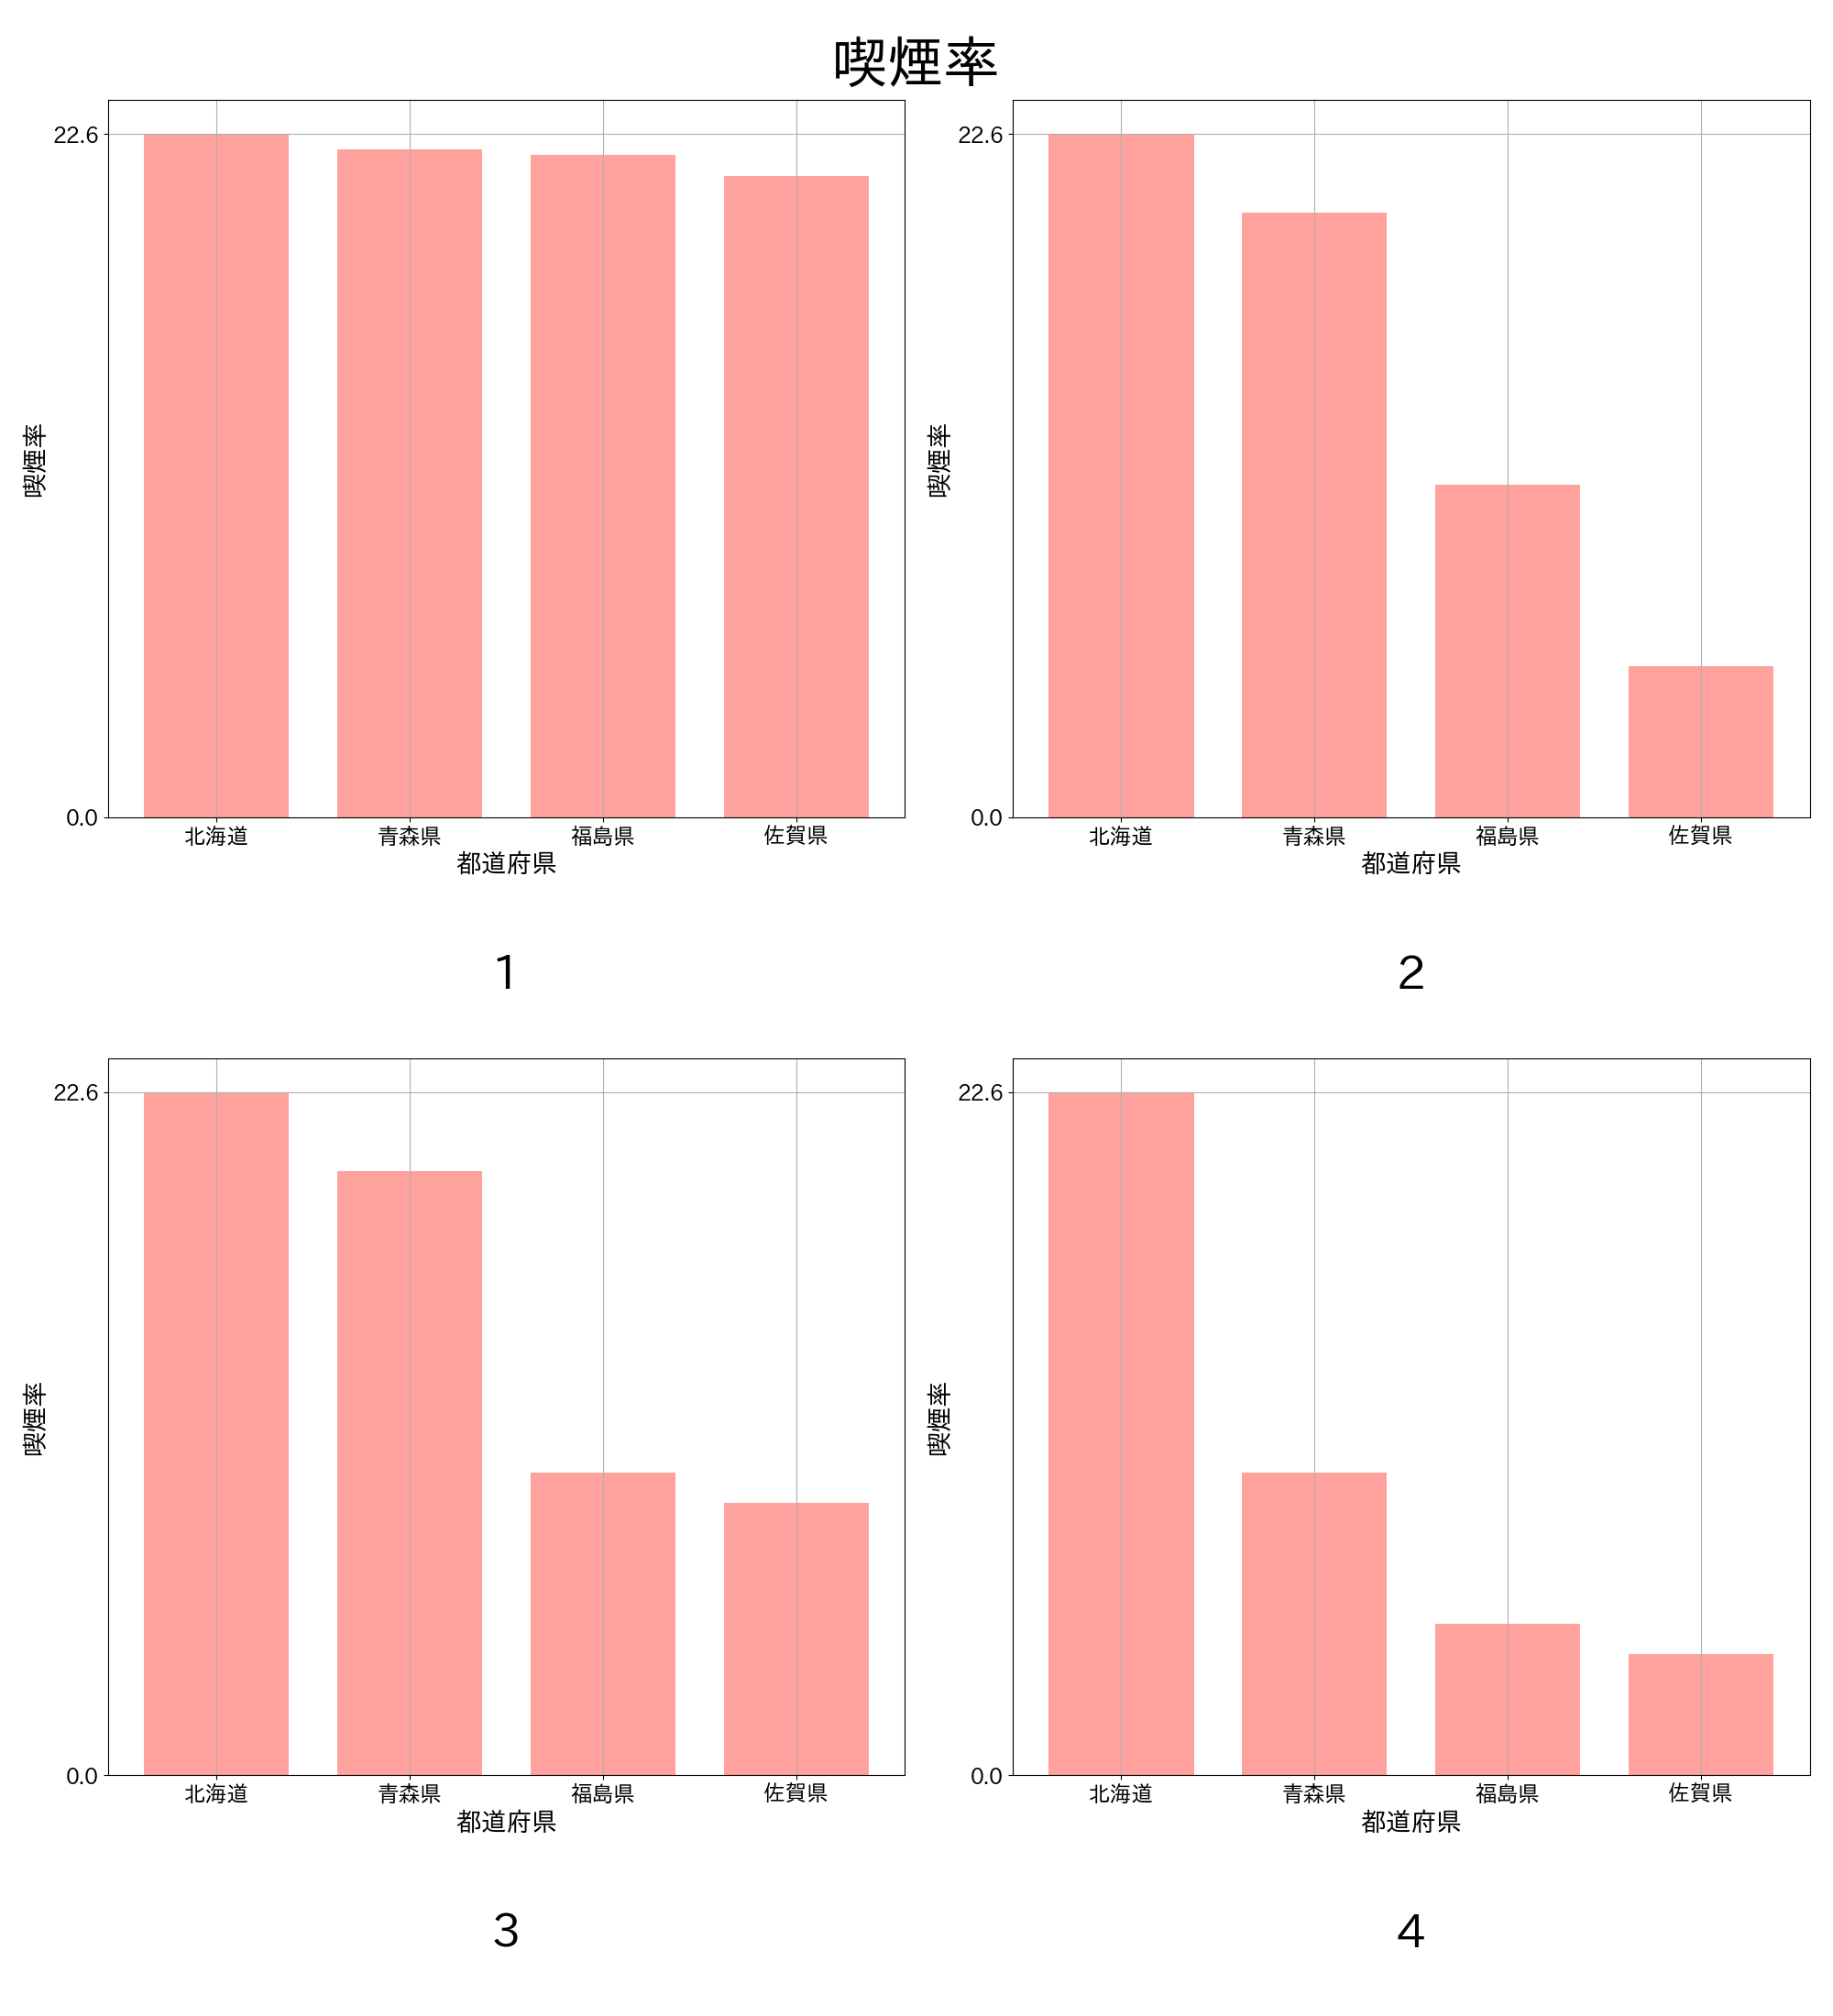 喫煙率
22.6
0.0
喫煙率
北海道 青森県 福島県 佐賀県
都道府県
1
22.6
0.0
喫煙率
北海道 青森県 福島県 佐賀県
都道府県
2
22.6
0.0
喫煙率
北海道 青森県 福島県 佐賀県
都道府県
3
22.6
0.0
喫煙率
北海道 青森県 福島県 佐賀県
都道府県
4